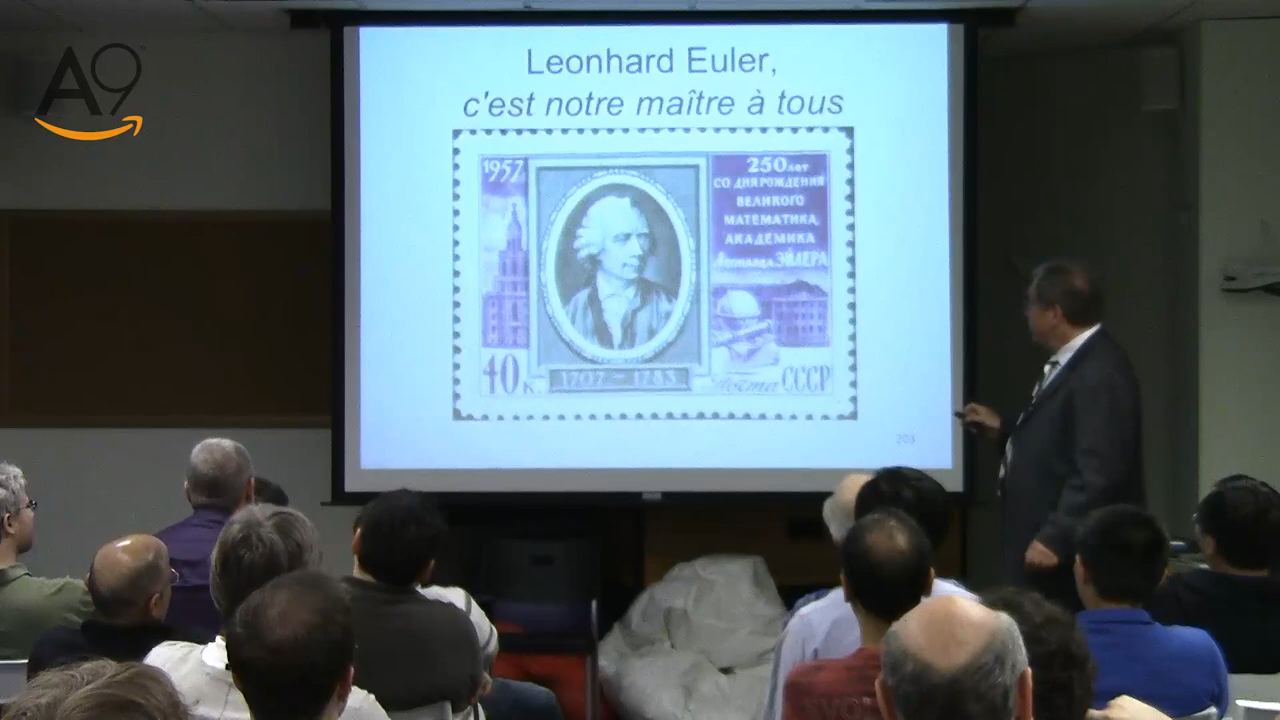 A9
Leonhard Euler,
c'est notre maître à tous
1957
250 лет
СО ДНЯ РОЖДЕНИЯ
ВЕЛИКОГО
МАТЕМАТИКА,
АКАДЕМИКА
Леонарда ЭЙЛЕРА
40 к.
1707 – 1783
Почта СССР
203